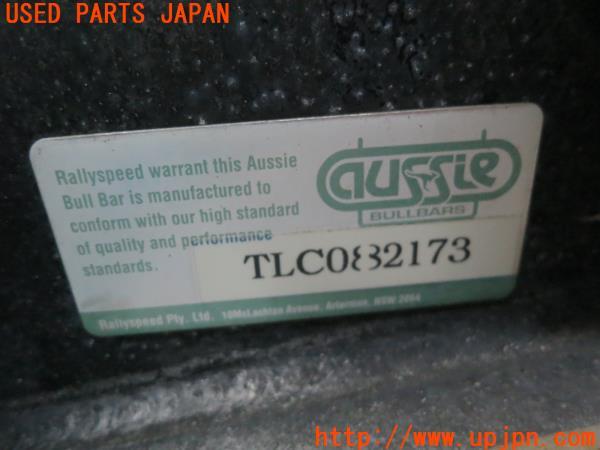 USED PARTS JAPAN
Rallyspeed warrant this Aussie
Bull Bar is manufactured to
conform with our high standard
of quality and performance
standards.
aussie
BULLBARS
TLC082173
Rallyspeed Pty. Ltd. 10McLachlan Avenue, Artarmon, NSW 2064
http://www.upjpn.com